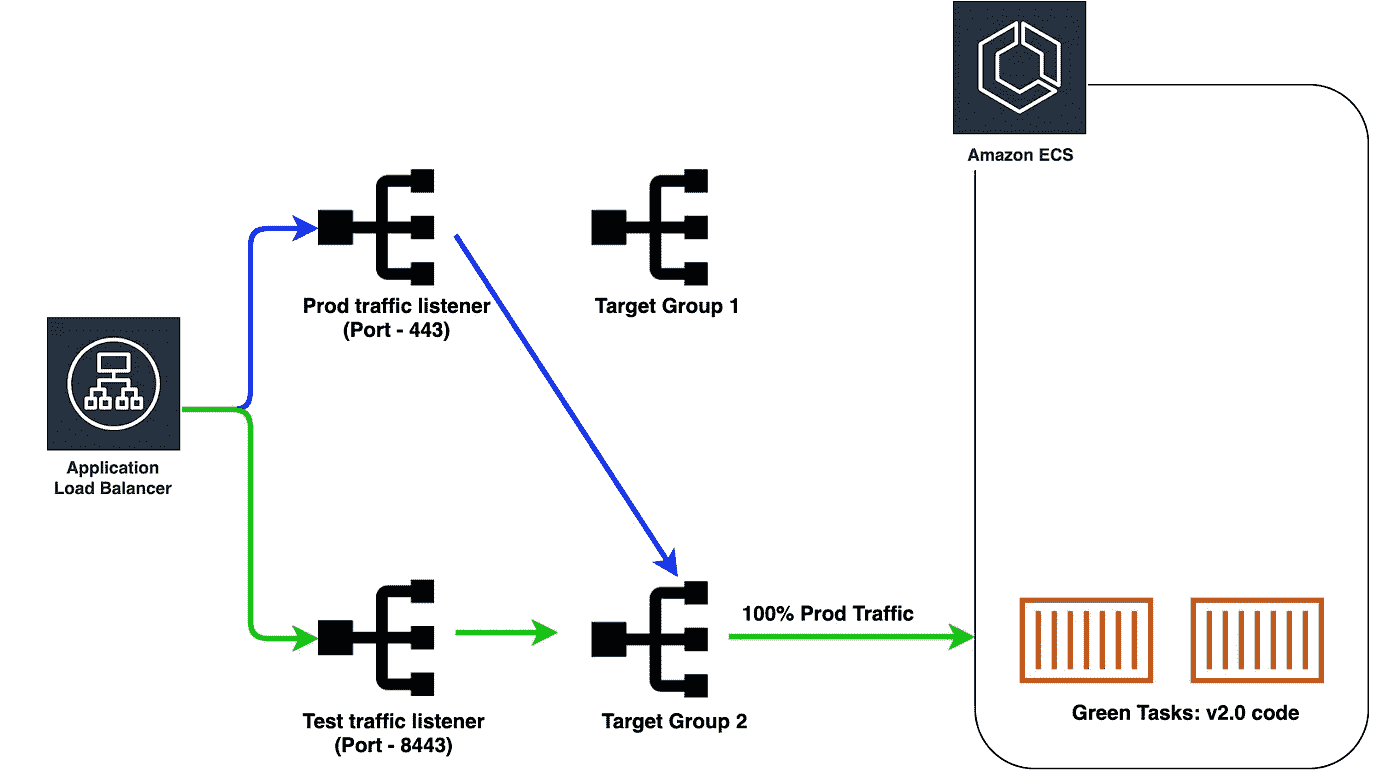 Amazon ECS
Prod traffic listener
(Port - 443)
Target Group 1
Application
Load Balancer
100% Prod Traffic
Test traffic listener
(Port - 8443)
Target Group 2
Green Tasks: v2.0 code